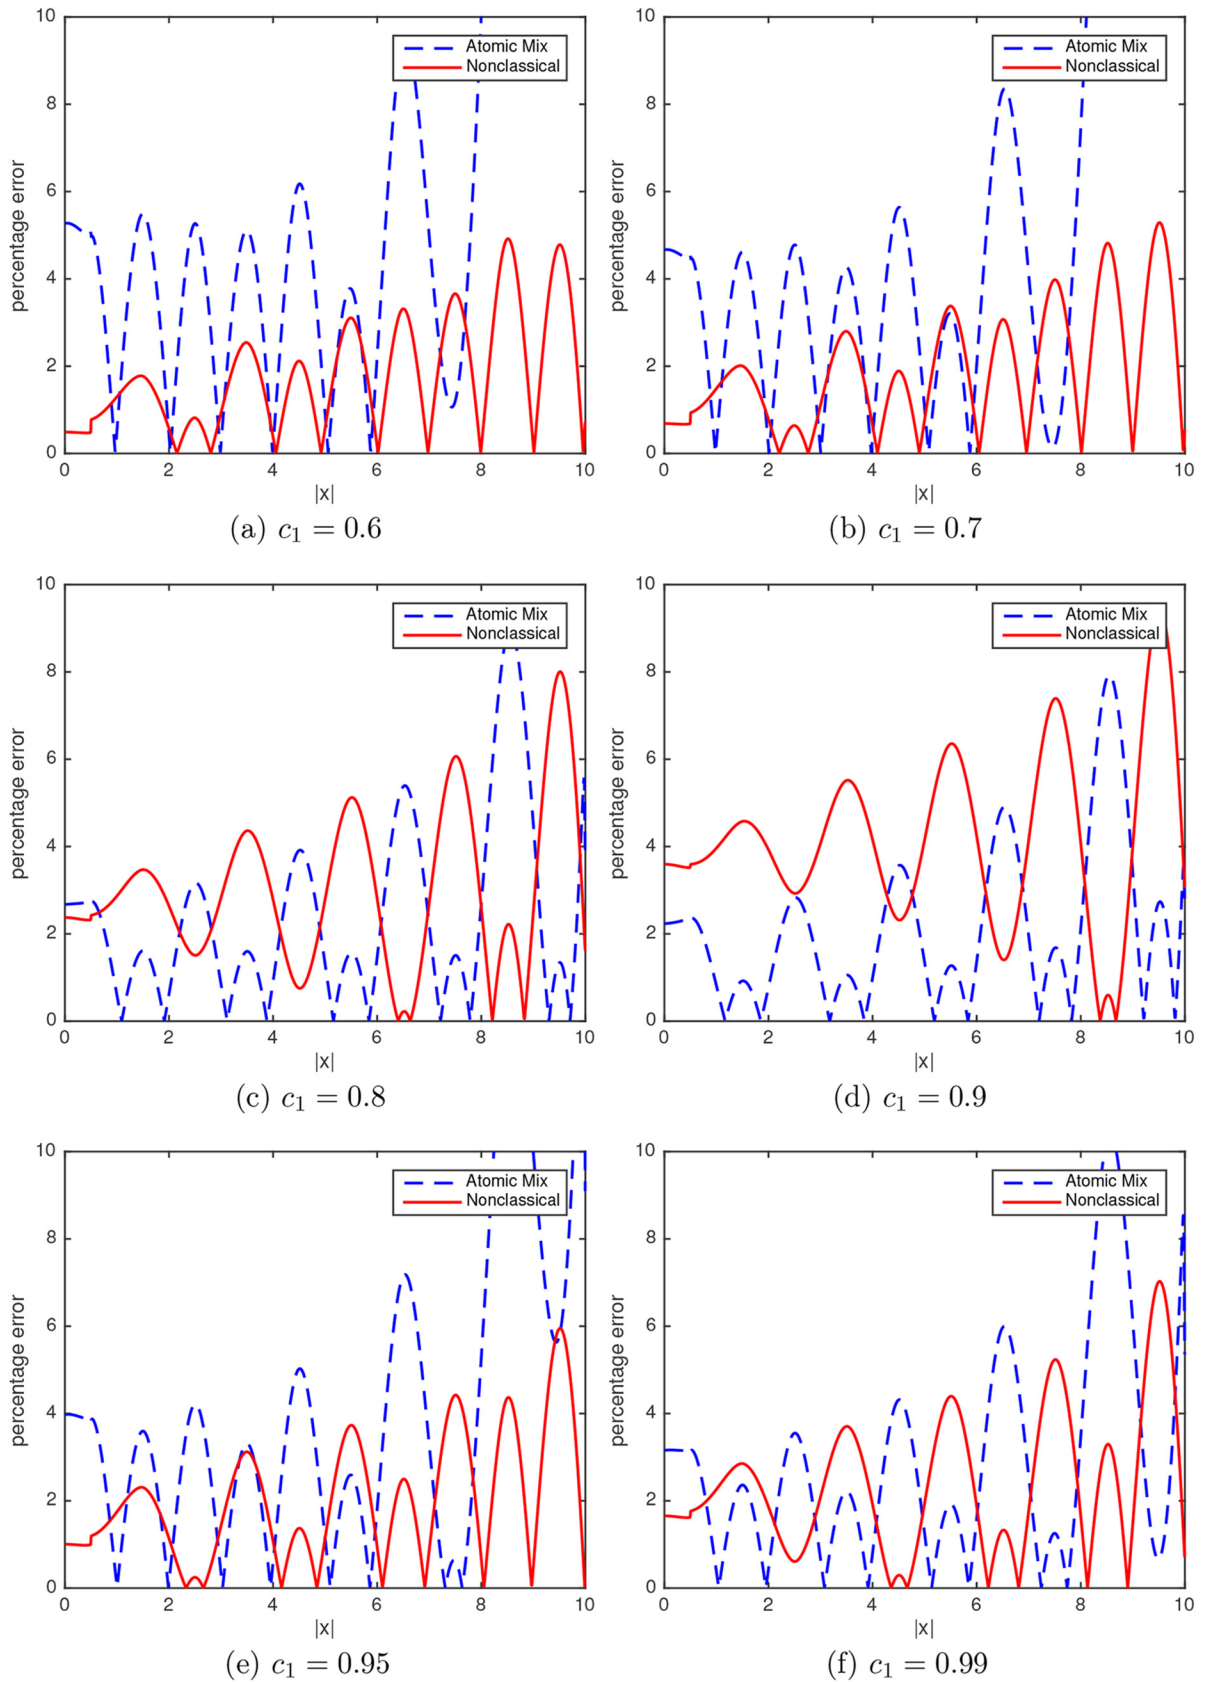 10
8
6
4
2
0
percentage error
Atomic Mix
Nonclassical
0 2 4 6 8 10
|x|
(a) c₁ = 0.6
10
8
6
4
2
0
percentage error
Atomic Mix
Nonclassical
0 2 4 6 8 10
|x|
(b) c₁ = 0.7
10
8
6
4
2
0
percentage error
Atomic Mix
Nonclassical
0 2 4 6 8 10
|x|
(c) c₁ = 0.8
10
8
6
4
2
0
percentage error
Atomic Mix
Nonclassical
0 2 4 6 8 10
|x|
(d) c₁ = 0.9
10
8
6
4
2
0
percentage error
Atomic Mix
Nonclassical
0 2 4 6 8 10
|x|
(e) c₁ = 0.95
10
8
6
4
2
0
percentage error
Atomic Mix
Nonclassical
0 2 4 6 8 10
|x|
(f) c₁ = 0.99